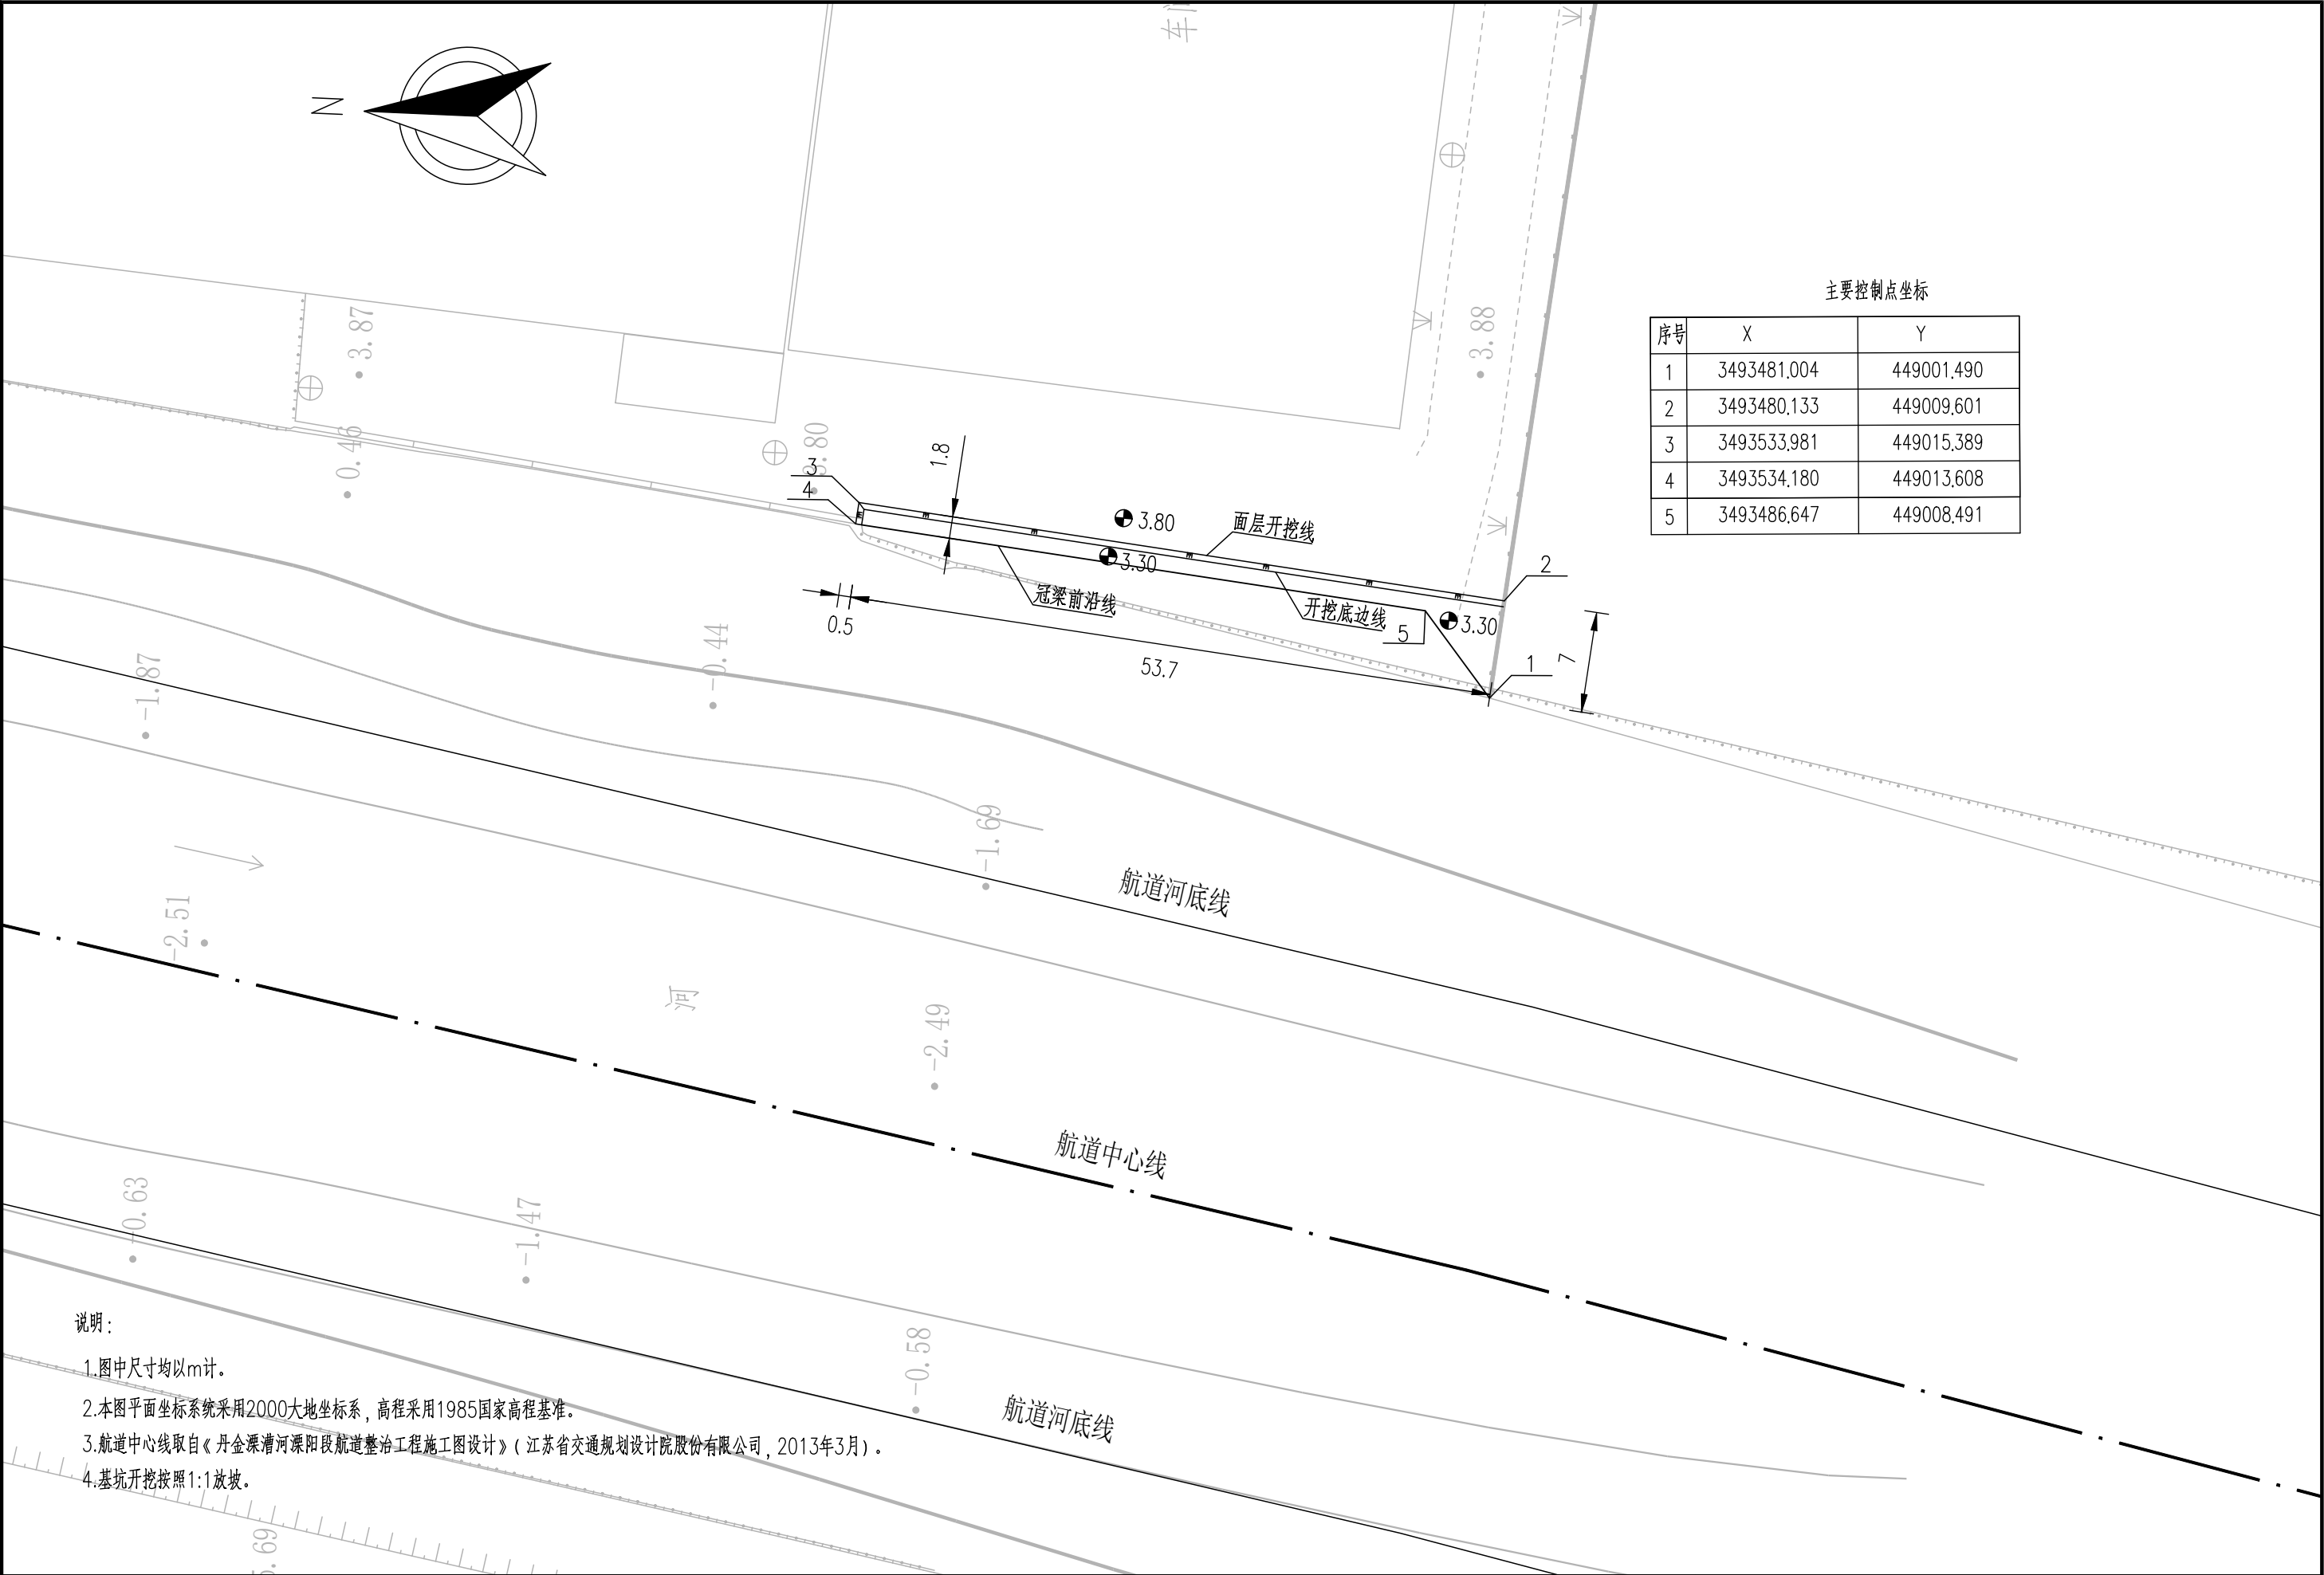 N
3.87
0.46
.80
3.88
主要控制点坐标
序号 X Y
1 3493481.004 449001.490
2 3493480.133 449009.601
3 3493533.981 449015.389
4 3493534.180 449013.608
5 3493486.647 449008.491
3
4
1.8
3.80
面层开挖线
3.30
冠梁前沿线
开挖底边线
5
3.30
2
1
7
0.5
53.7
-1.87
-0.44
-1.69
航道河底线
-2.51
河
-2.49
航道中心线
-0.63
-1.47
-0.58
航道河底线
说明：
1.图中尺寸均以m计。
2.本图平面坐标系统采用2000大地坐标系，高程采用1985国家高程基准。
3.航道中心线取自《丹金溧漕河溧阳段航道整治工程施工图设计》（江苏省交通规划设计院股份有限公司，2013年3月）。
4.基坑开挖按照1:1放坡。
.69